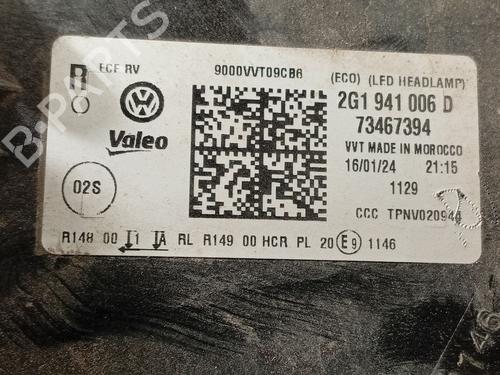 R ECE RV 9000VVT09CB6 (ECO) (LED HEADLAMP)
2G1 941 006 D
Valeo 73467394
VVT MADE IN MOROCCO
16/01/24 21:15
02S 1129
CCC TPNV020944
R148 00 RL R149 00 HCR PL 20 E9 1146
B-PARTS